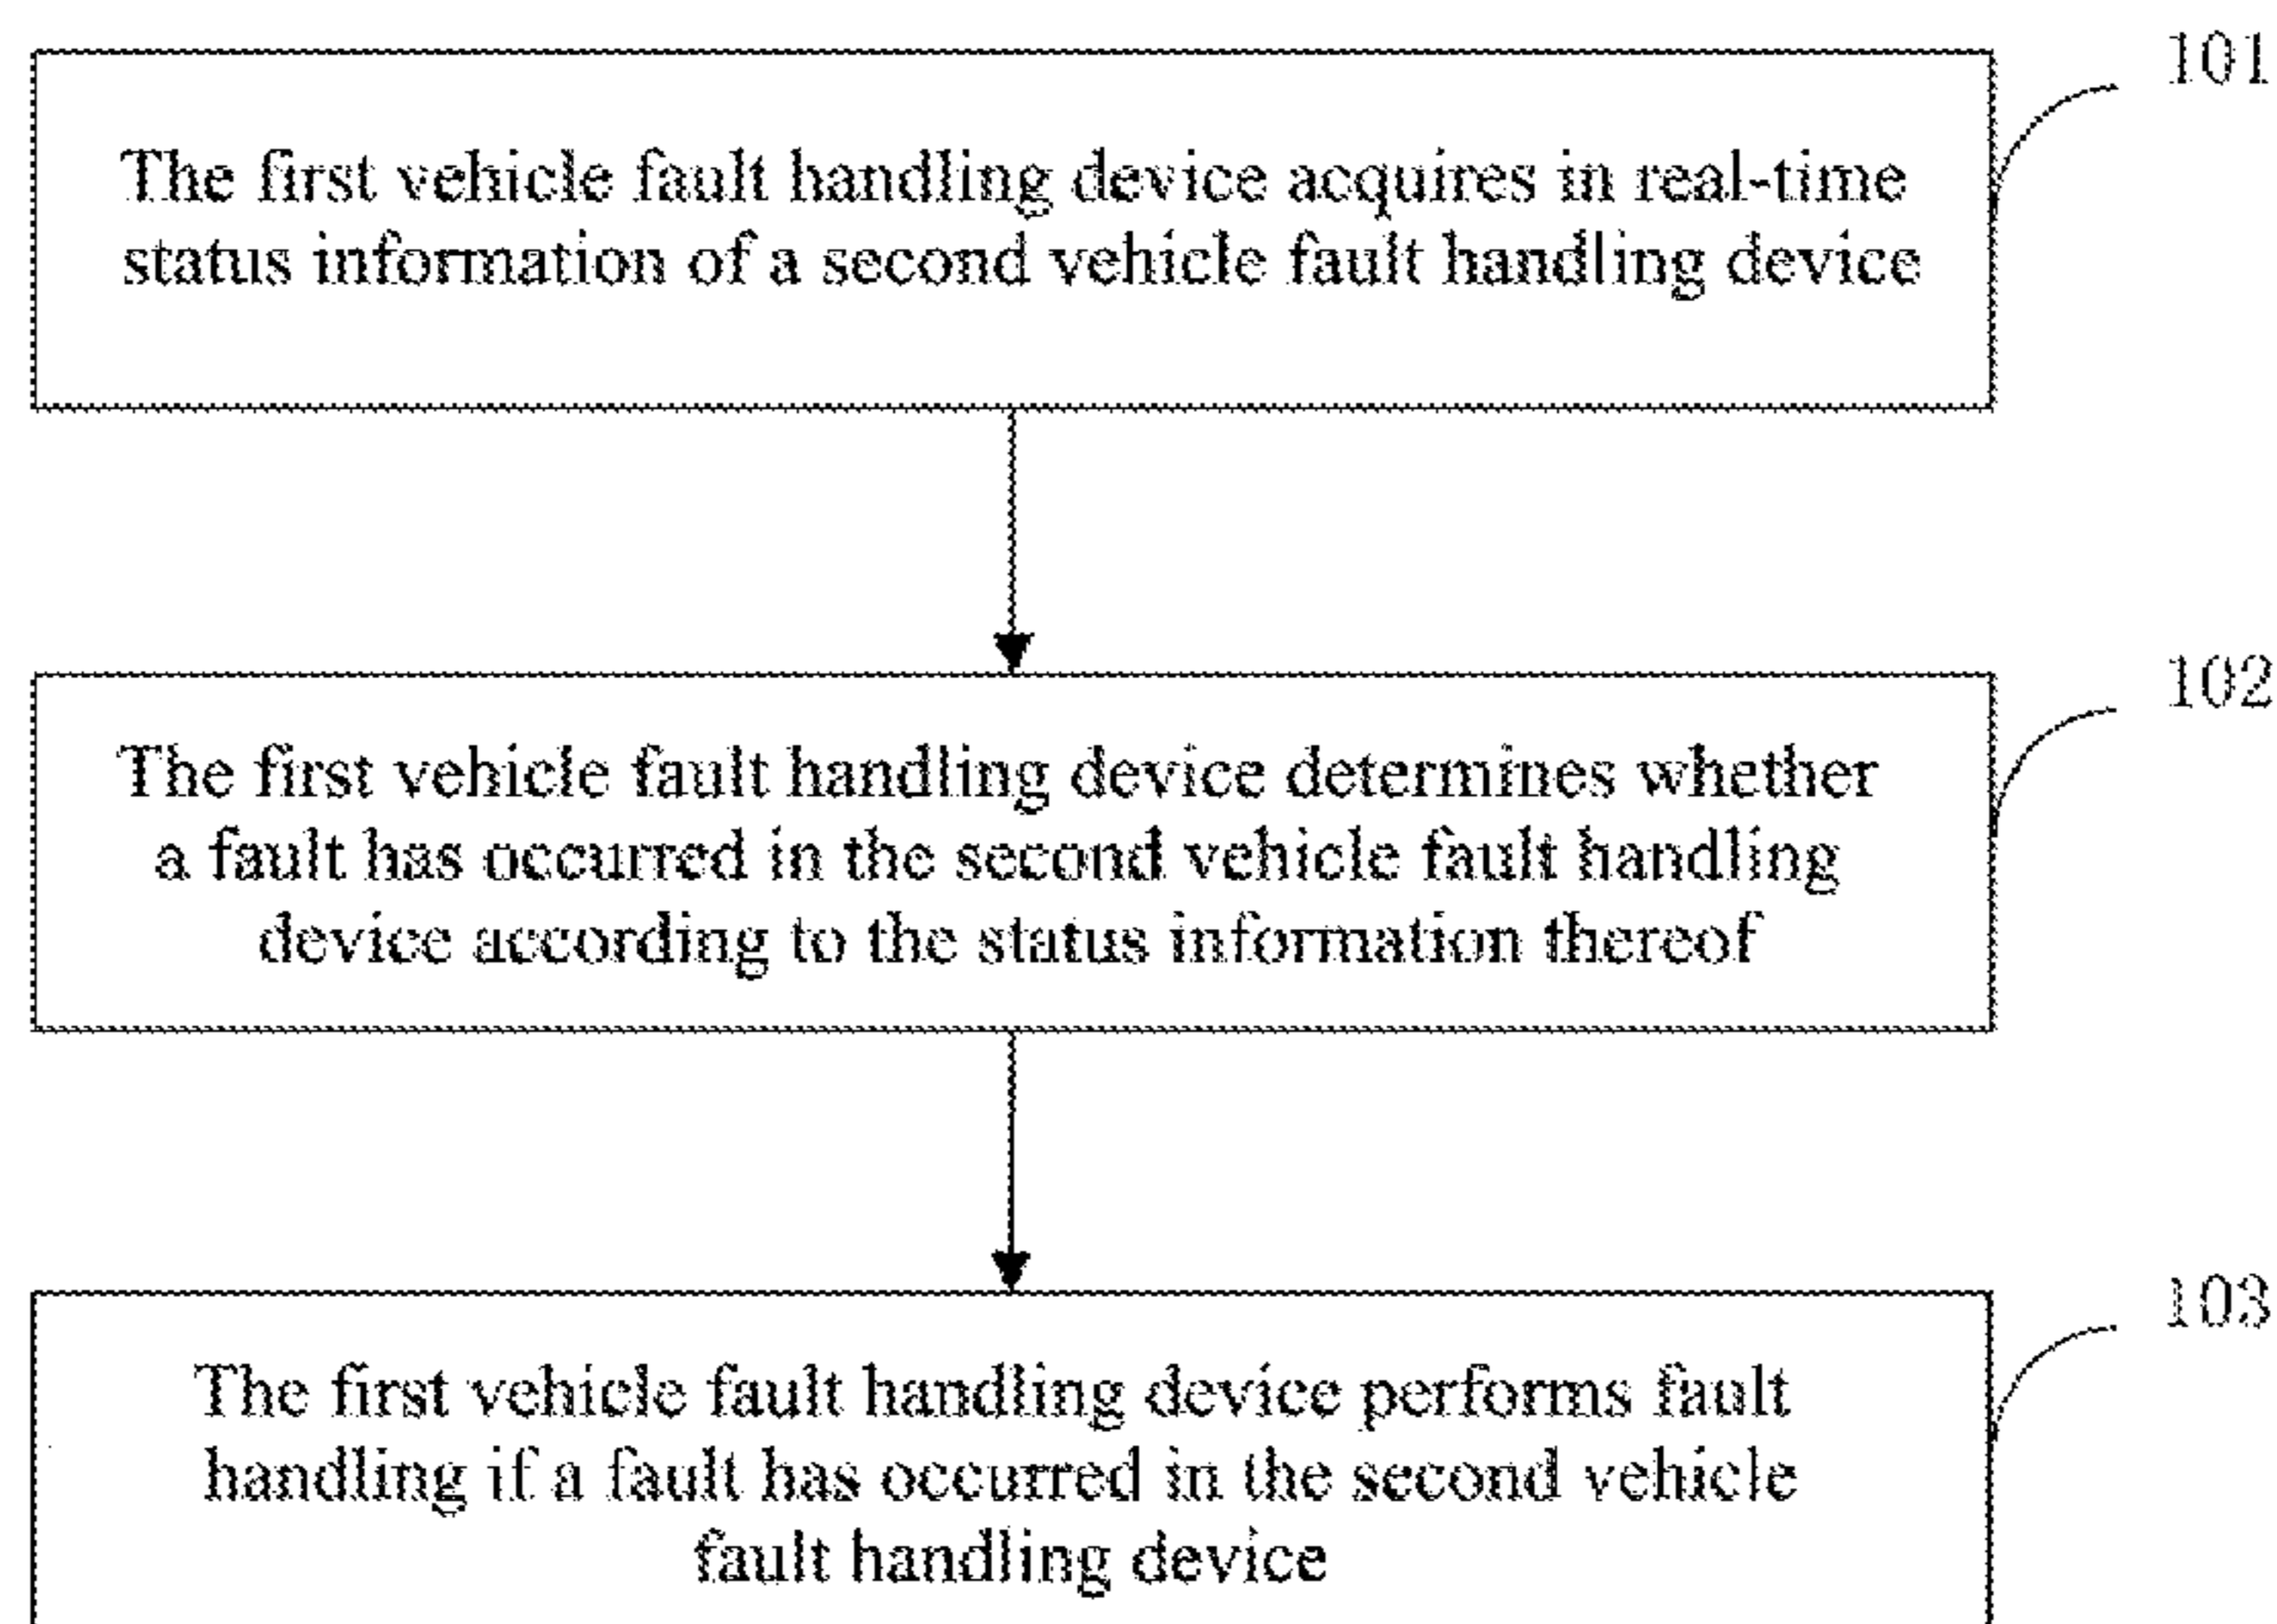 101
The first vehicle fault handling device acquires in real-time
status information of a second vehicle fault handling device
102
The first vehicle fault handling device determines whether
a fault has occurred in the second vehicle fault handling
device according to the status information thereof
103
The first vehicle fault handling device performs fault
handling if a fault has occurred in the second vehicle
fault handling device